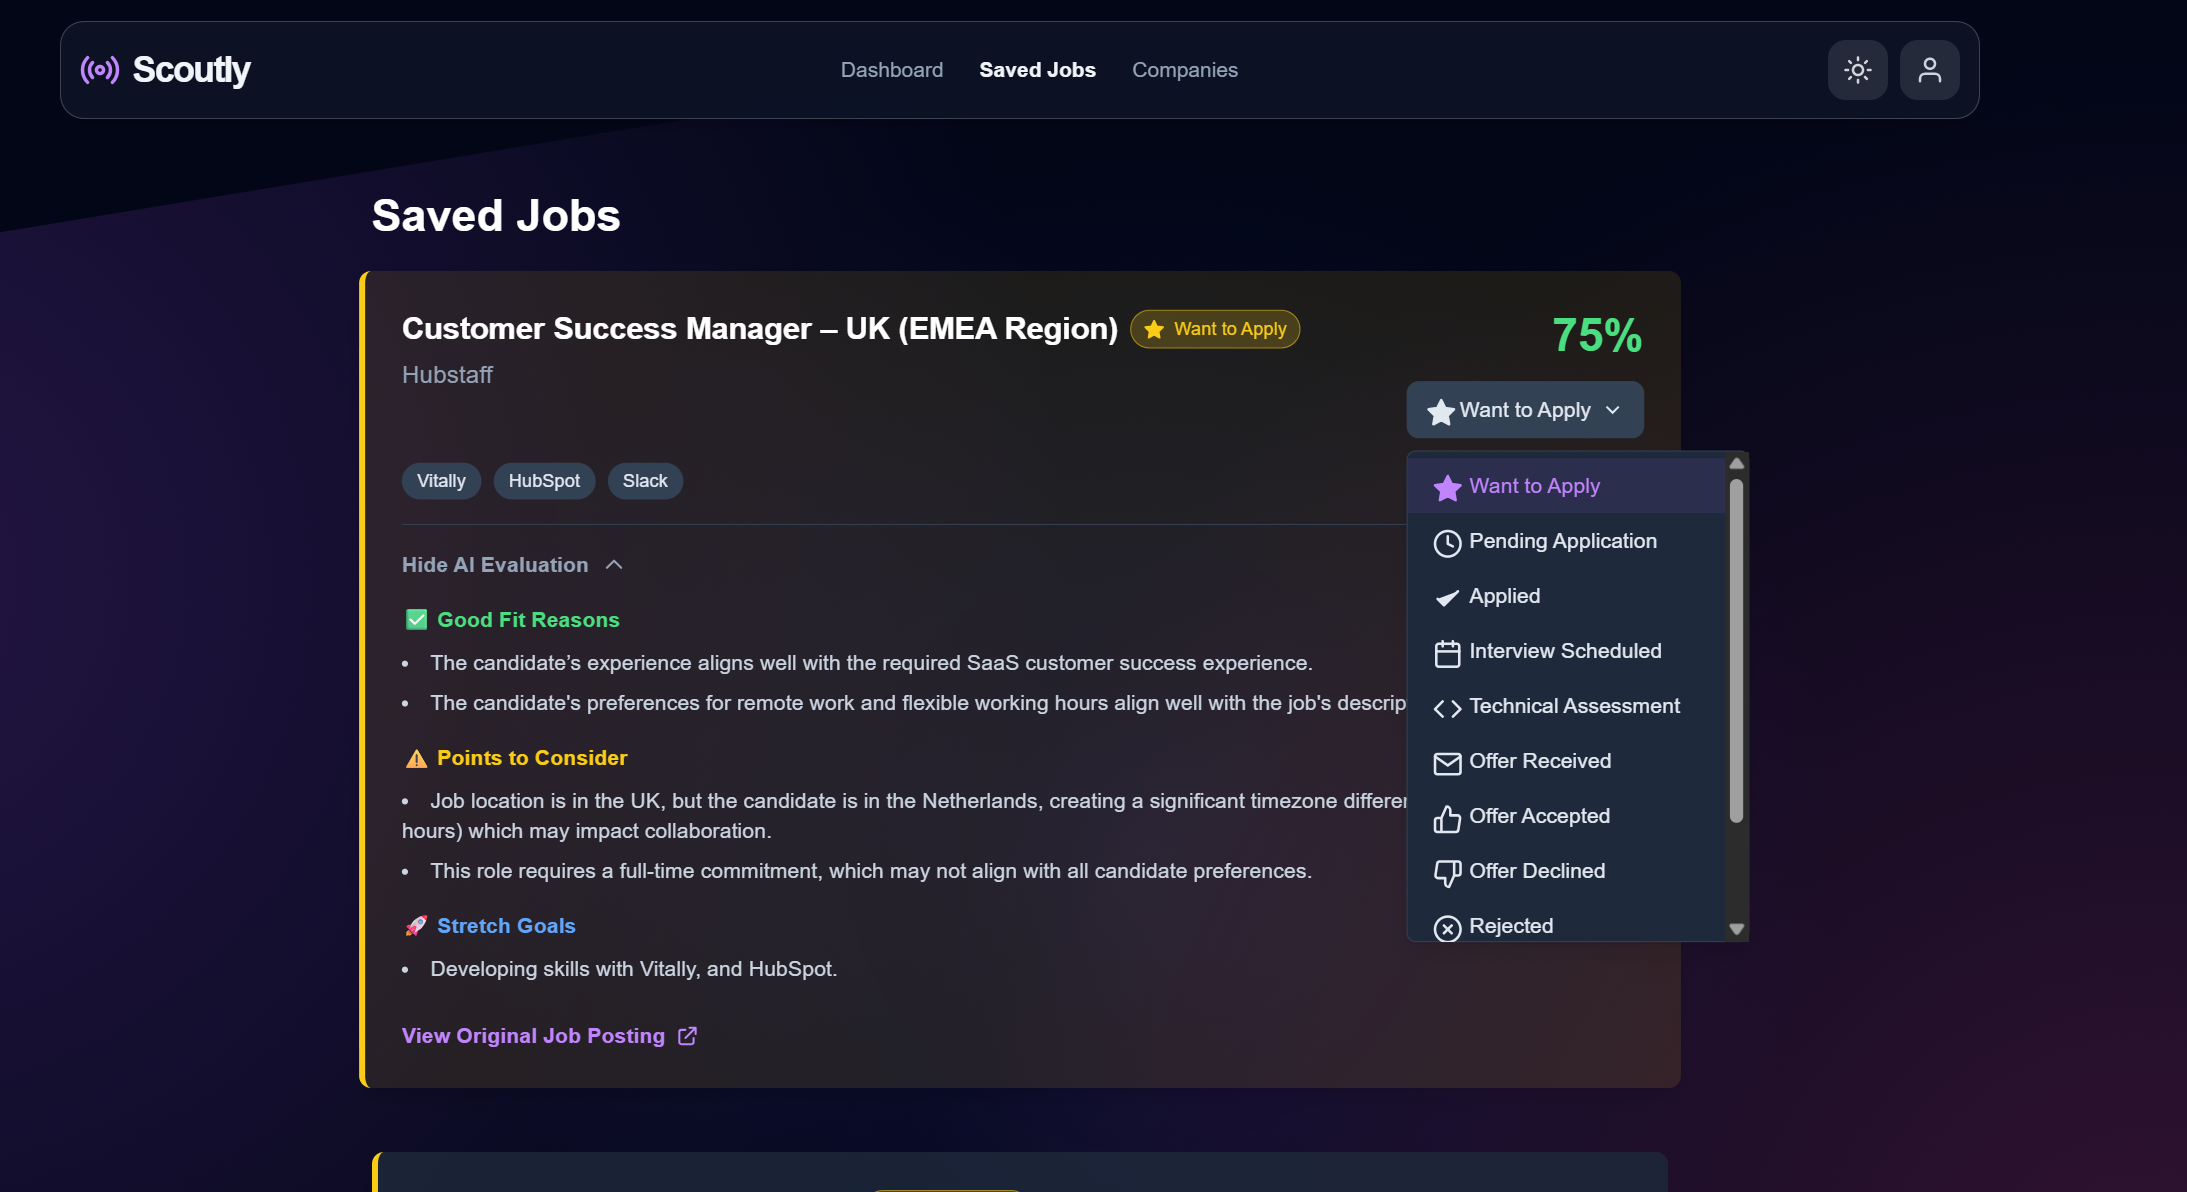 Scoutly
Dashboard
Saved Jobs
Companies
Saved Jobs
Customer Success Manager – UK (EMEA Region)
Want to Apply
75%
Hubstaff
Want to Apply
Vitally
HubSpot
Slack
Want to Apply
Pending Application
Applied
Interview Scheduled
Technical Assessment
Offer Received
Offer Accepted
Offer Declined
Rejected
Hide AI Evaluation
Good Fit Reasons
• The candidate’s experience aligns well with the required SaaS customer success experience.
• The candidate's preferences for remote work and flexible working hours align well with the job's descrip
Points to Consider
• Job location is in the UK, but the candidate is in the Netherlands, creating a significant timezone differen
hours) which may impact collaboration.
• This role requires a full-time commitment, which may not align with all candidate preferences.
Stretch Goals
• Developing skills with Vitally, and HubSpot.
View Original Job Posting